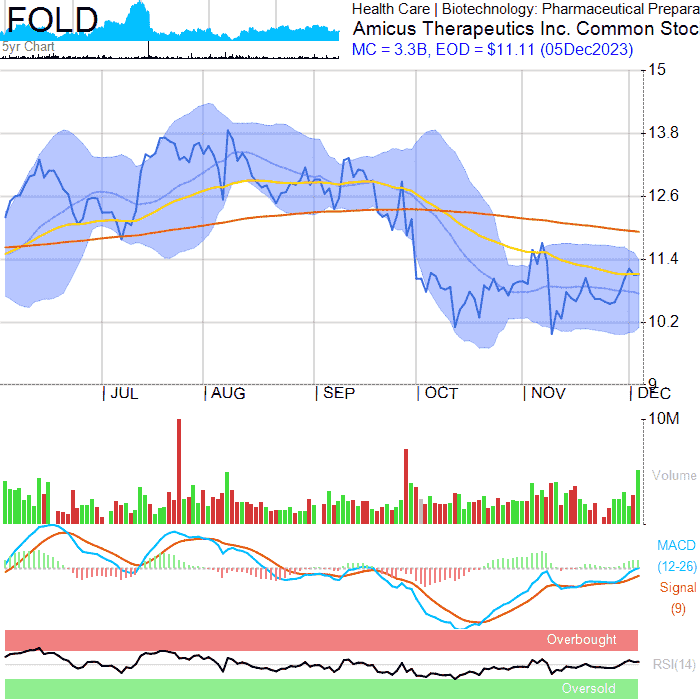 FOLD
5yr Chart
Health Care | Biotechnology: Pharmaceutical Prepara
Amicus Therapeutics Inc. Common Stoc
MC = 3.3B, EOD = $11.11 (05Dec2023)
15
13.8
12.6
11.4
10.2
9
JUL AUG SEP OCT NOV DEC
10M
Volume
MACD
(12-26)
Signal
(9)
Overbought
RSI(14)
Oversold